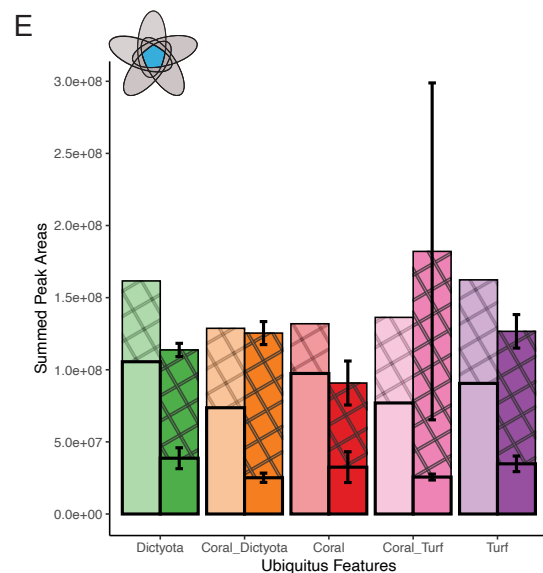 E
Summed Peak Areas
3.0e+08
2.5e+08
2.0e+08
1.5e+08
1.0e+08
5.0e+07
0.0e+00
Dictyota Coral_Dictyota Coral Coral_Turf Turf
Ubiquitus Features